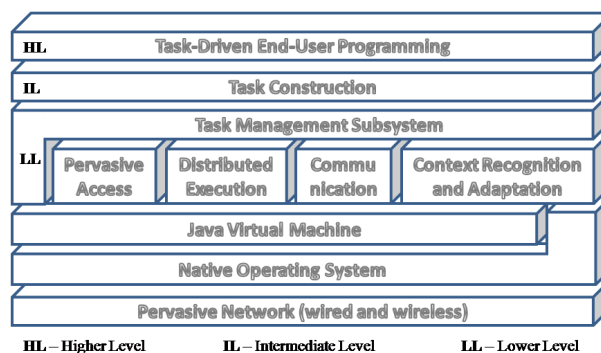 HL Task-Driven End-User Programming
IL Task Construction
Task Management Subsystem
LL
Pervasive Access
Distributed Execution
Commu nication
Context Recognition and Adaptation
Java Virtual Machine
Native Operating System
Pervasive Network (wired and wireless)
HL – Higher Level IL – Intermediate Level LL – Lower Level